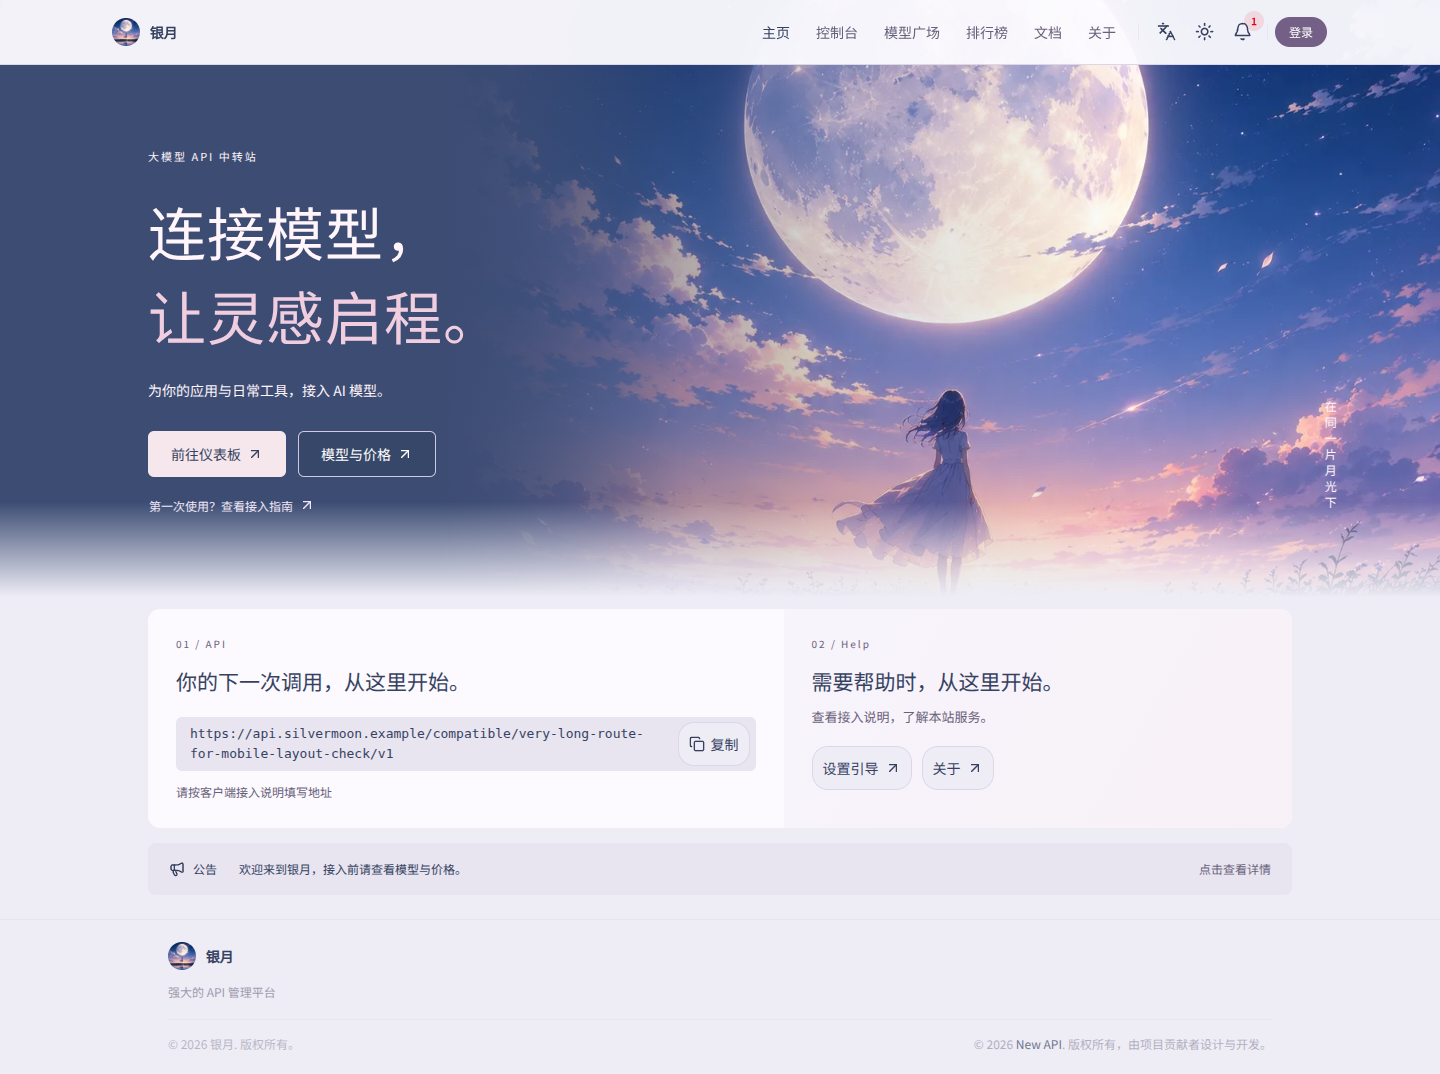 银月
主页 控制台 模型广场 排行榜 文档 关于 1 登录
大模型 API 中转站
连接模型，
让灵感启程。
为你的应用与日常工具，接入 AI 模型。
前往仪表板 模型与价格
第一次使用？查看接入指南
在同一片月光下
01 / API
你的下一次调用，从这里开始。
https://api.silvermoon.example/compatible/very-long-route-
for-mobile-layout-check/v1
复制
请按客户端接入说明填写地址
02 / Help
需要帮助时，从这里开始。
查看接入说明，了解本站服务。
设置引导 关于
公告 欢迎来到银月，接入前请查看模型与价格。 点击查看详情
银月
强大的 API 管理平台
© 2026 银月. 版权所有。
© 2026 New API. 版权所有，由项目贡献者设计与开发。